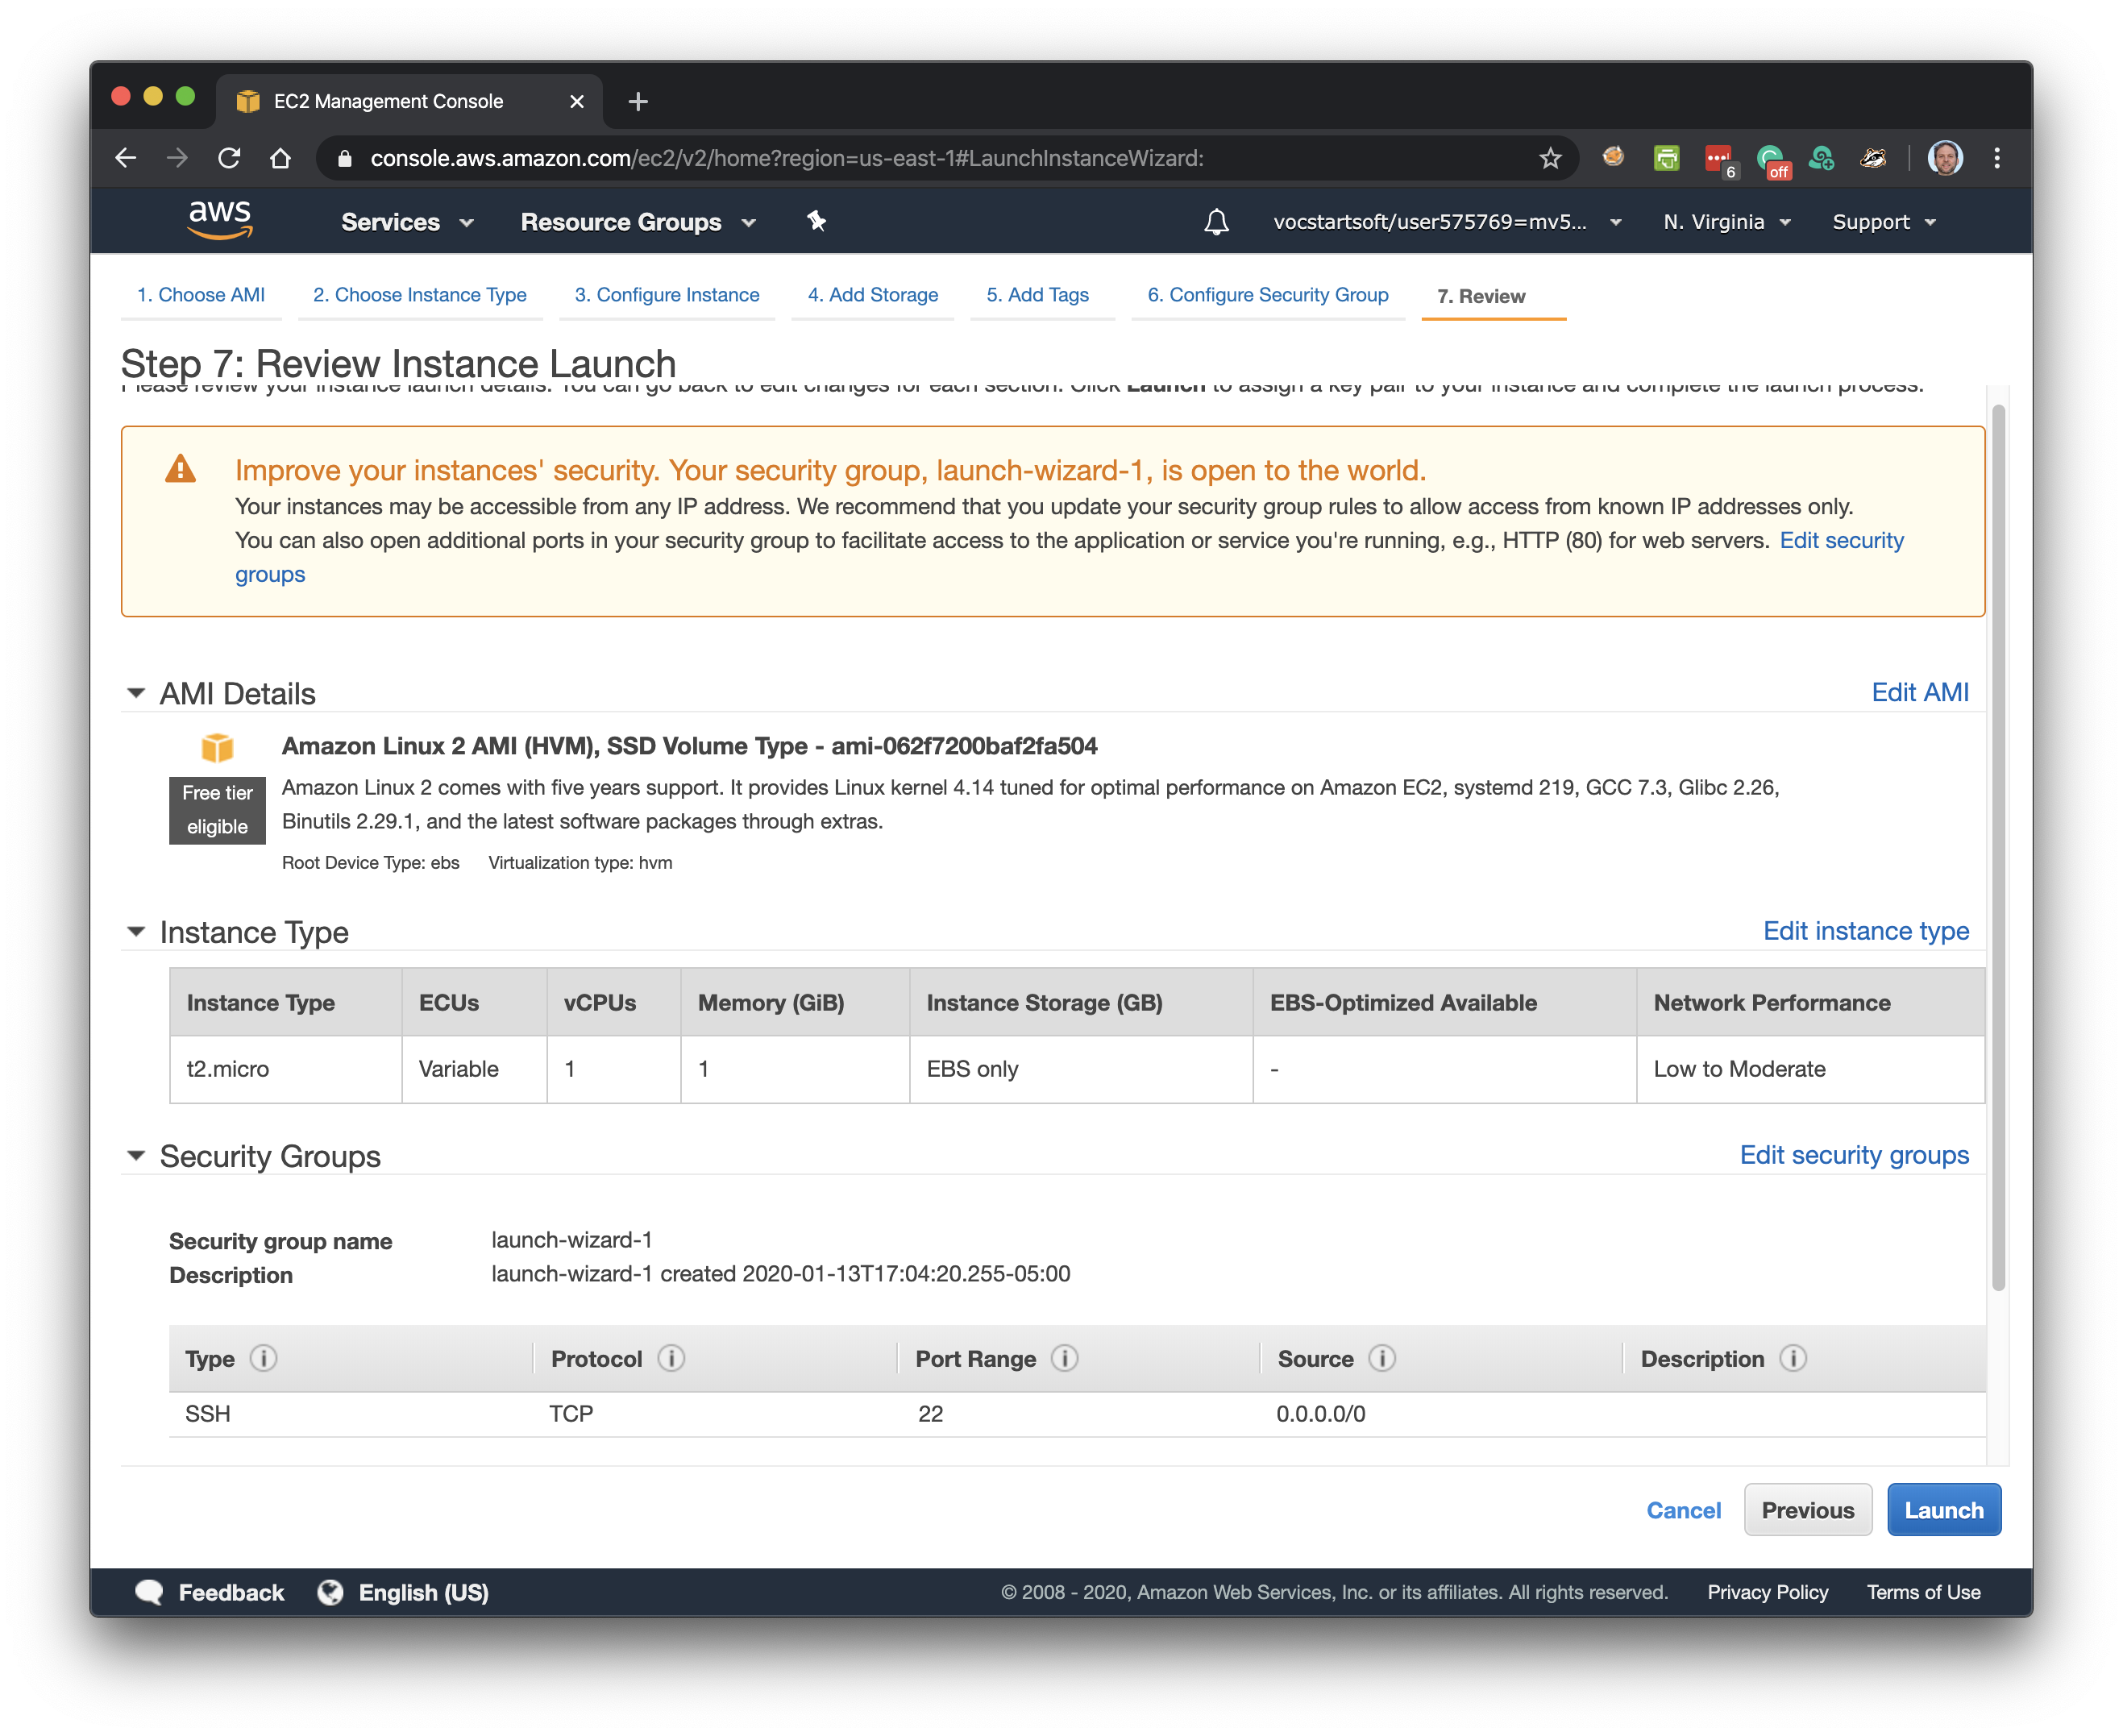 EC2 Management Console
console.aws.amazon.com/ec2/v2/home?region=us-east-1#LaunchInstanceWizard:
6
off
aws Services Resource Groups vocstartsoft/user575769=mv5... N. Virginia Support
1. Choose AMI 2. Choose Instance Type 3. Configure Instance 4. Add Storage 5. Add Tags 6. Configure Security Group 7. Review
Step 7: Review Instance Launch
Please review your instance launch details. You can go back to edit changes for each section. Click Launch to assign a key pair to your instance and complete the launch process.
Improve your instances' security. Your security group, launch-wizard-1, is open to the world.
Your instances may be accessible from any IP address. We recommend that you update your security group rules to allow access from known IP addresses only.
You can also open additional ports in your security group to facilitate access to the application or service you're running, e.g., HTTP (80) for web servers. Edit security
groups
AMI Details Edit AMI
Amazon Linux 2 AMI (HVM), SSD Volume Type - ami-062f7200baf2fa504
Free tier
eligible
Amazon Linux 2 comes with five years support. It provides Linux kernel 4.14 tuned for optimal performance on Amazon EC2, systemd 219, GCC 7.3, Glibc 2.26,
Binutils 2.29.1, and the latest software packages through extras.
Root Device Type: ebs Virtualization type: hvm
Instance Type Edit instance type
Instance Type ECUs vCPUs Memory (GiB) Instance Storage (GB) EBS-Optimized Available Network Performance
t2.micro Variable 1 1 EBS only - Low to Moderate
Security Groups Edit security groups
Security group name launch-wizard-1
Description launch-wizard-1 created 2020-01-13T17:04:20.255-05:00
Type Protocol Port Range Source Description
SSH TCP 22 0.0.0.0/0
Cancel Previous Launch
Feedback English (US) © 2008 - 2020, Amazon Web Services, Inc. or its affiliates. All rights reserved. Privacy Policy Terms of Use